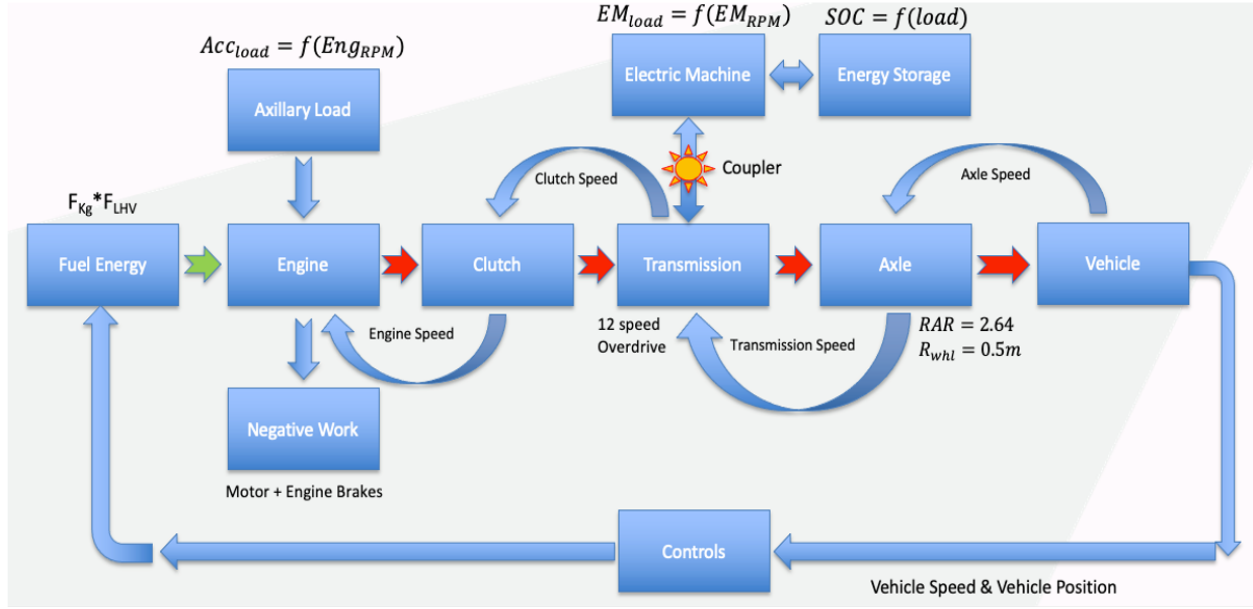 EM_load = f(EM_RPM)
SOC = f(load)
Acc_load = f(Eng_RPM)
Electric Machine
Energy Storage
Axillary Load
Clutch Speed
Coupler
Axle Speed
F_Kg*F_LHV
Fuel Energy
Engine
Clutch
Transmission
Axle
Vehicle
Engine Speed
12 speed
Overdrive
Transmission Speed
RAR = 2.64
R_whl = 0.5m
Negative Work
Motor + Engine Brakes
Controls
Vehicle Speed & Vehicle Position